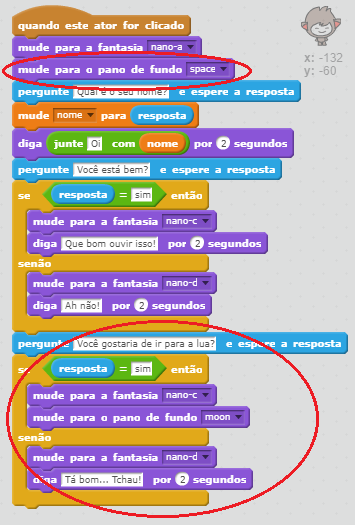 quando este ator for clicado
mude para a fantasia nano-a
mude para o pano de fundo space
pergunte Qual é o seu nome? e espere a resposta
mude nome para resposta
diga junte Oi com nome por 2 segundos
pergunte Você está bem? e espere a resposta
se resposta = sim então
mude para a fantasia nano-c
diga Que bom ouvir isso! por 2 segundos
senão
mude para a fantasia nano-d
diga Ah não! por 2 segundos
pergunte Você gostaria de ir para a lua? e espere a resposta
se resposta = sim então
mude para a fantasia nano-c
mude para o pano de fundo moon
senão
mude para a fantasia nano-d
diga Tá bom... Tchau! por 2 segundos
x: -132
y: -60